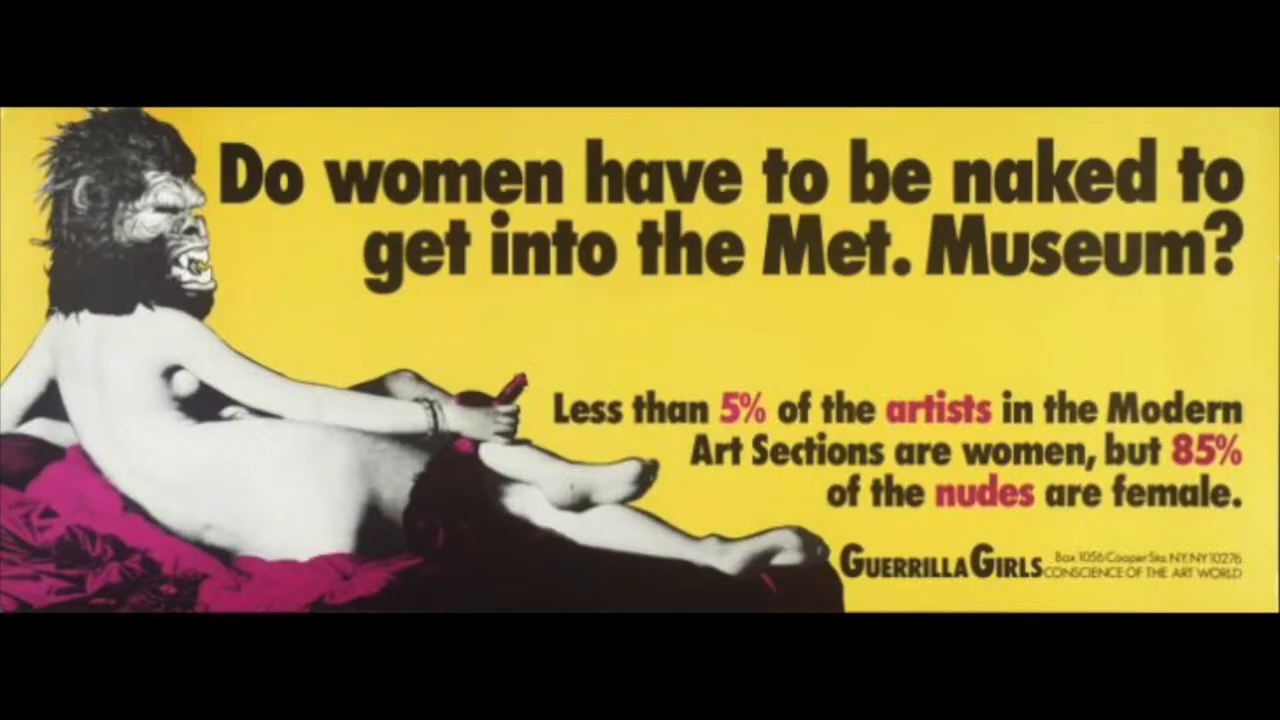 Do women have to be naked to
get into the Met. Museum?
Less than 5% of the artists in the Modern
Art Sections are women, but 85%
of the nudes are female.
GUERRILLA GIRLS
Box 1056 Cooper Sta. NY, NY 10276
CONSCIENCE OF THE ART WORLD